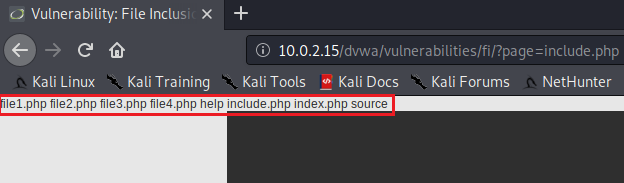 Vulnerability: File Inclusio
10.0.2.15/dvwa/vulnerabilities/fi/?page=include.php
Kali Linux Kali Training Kali Tools Kali Docs Kali Forums NetHunter
file1.php file2.php file3.php file4.php help include.php index.php source